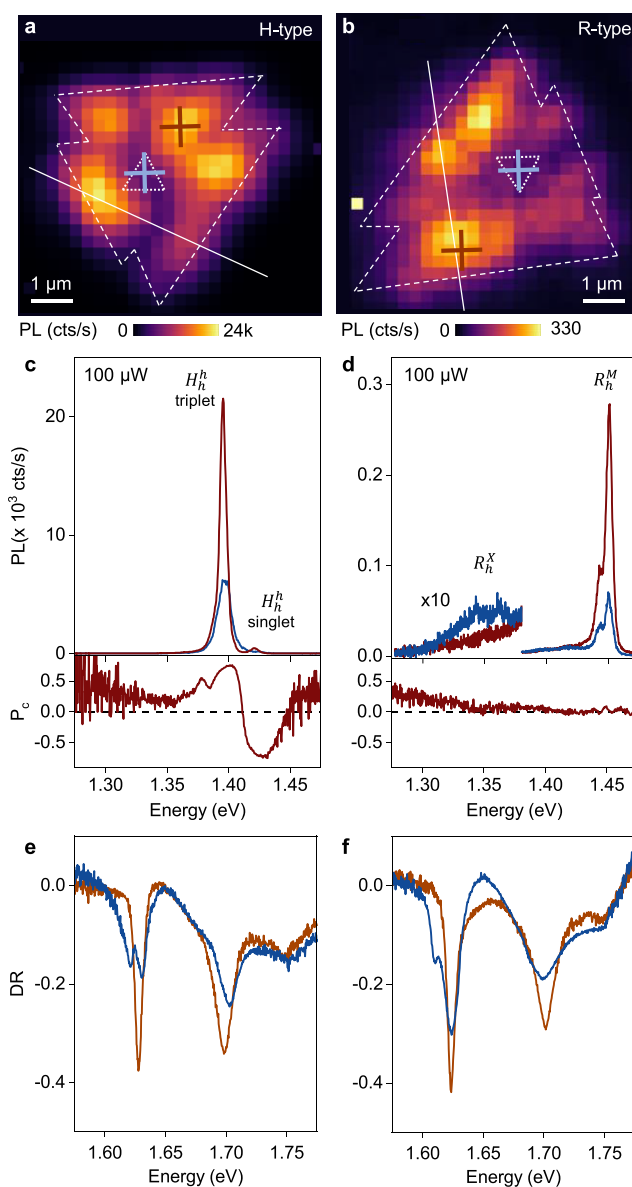 a H-type
b R-type
1 μm
1 μm
PL (cts/s) 0 24k
PL (cts/s) 0 330
c
100 μW
H_h^h
triplet
H_h^h
singlet
PL(x 10³ cts/s)
20
10
0
P_c
0.5
0.0
-0.5
1.30 1.35 1.40 1.45
Energy (eV)
d
100 μW
R_h^M
R_h^X
x10
0.3
0.2
0.1
0.0
0.5
0.0
-0.5
1.30 1.35 1.40 1.45
Energy (eV)
e
DR
0.0
-0.2
-0.4
1.60 1.65 1.70 1.75
Energy (eV)
f
0.0
-0.2
-0.4
1.60 1.65 1.70 1.75
Energy (eV)